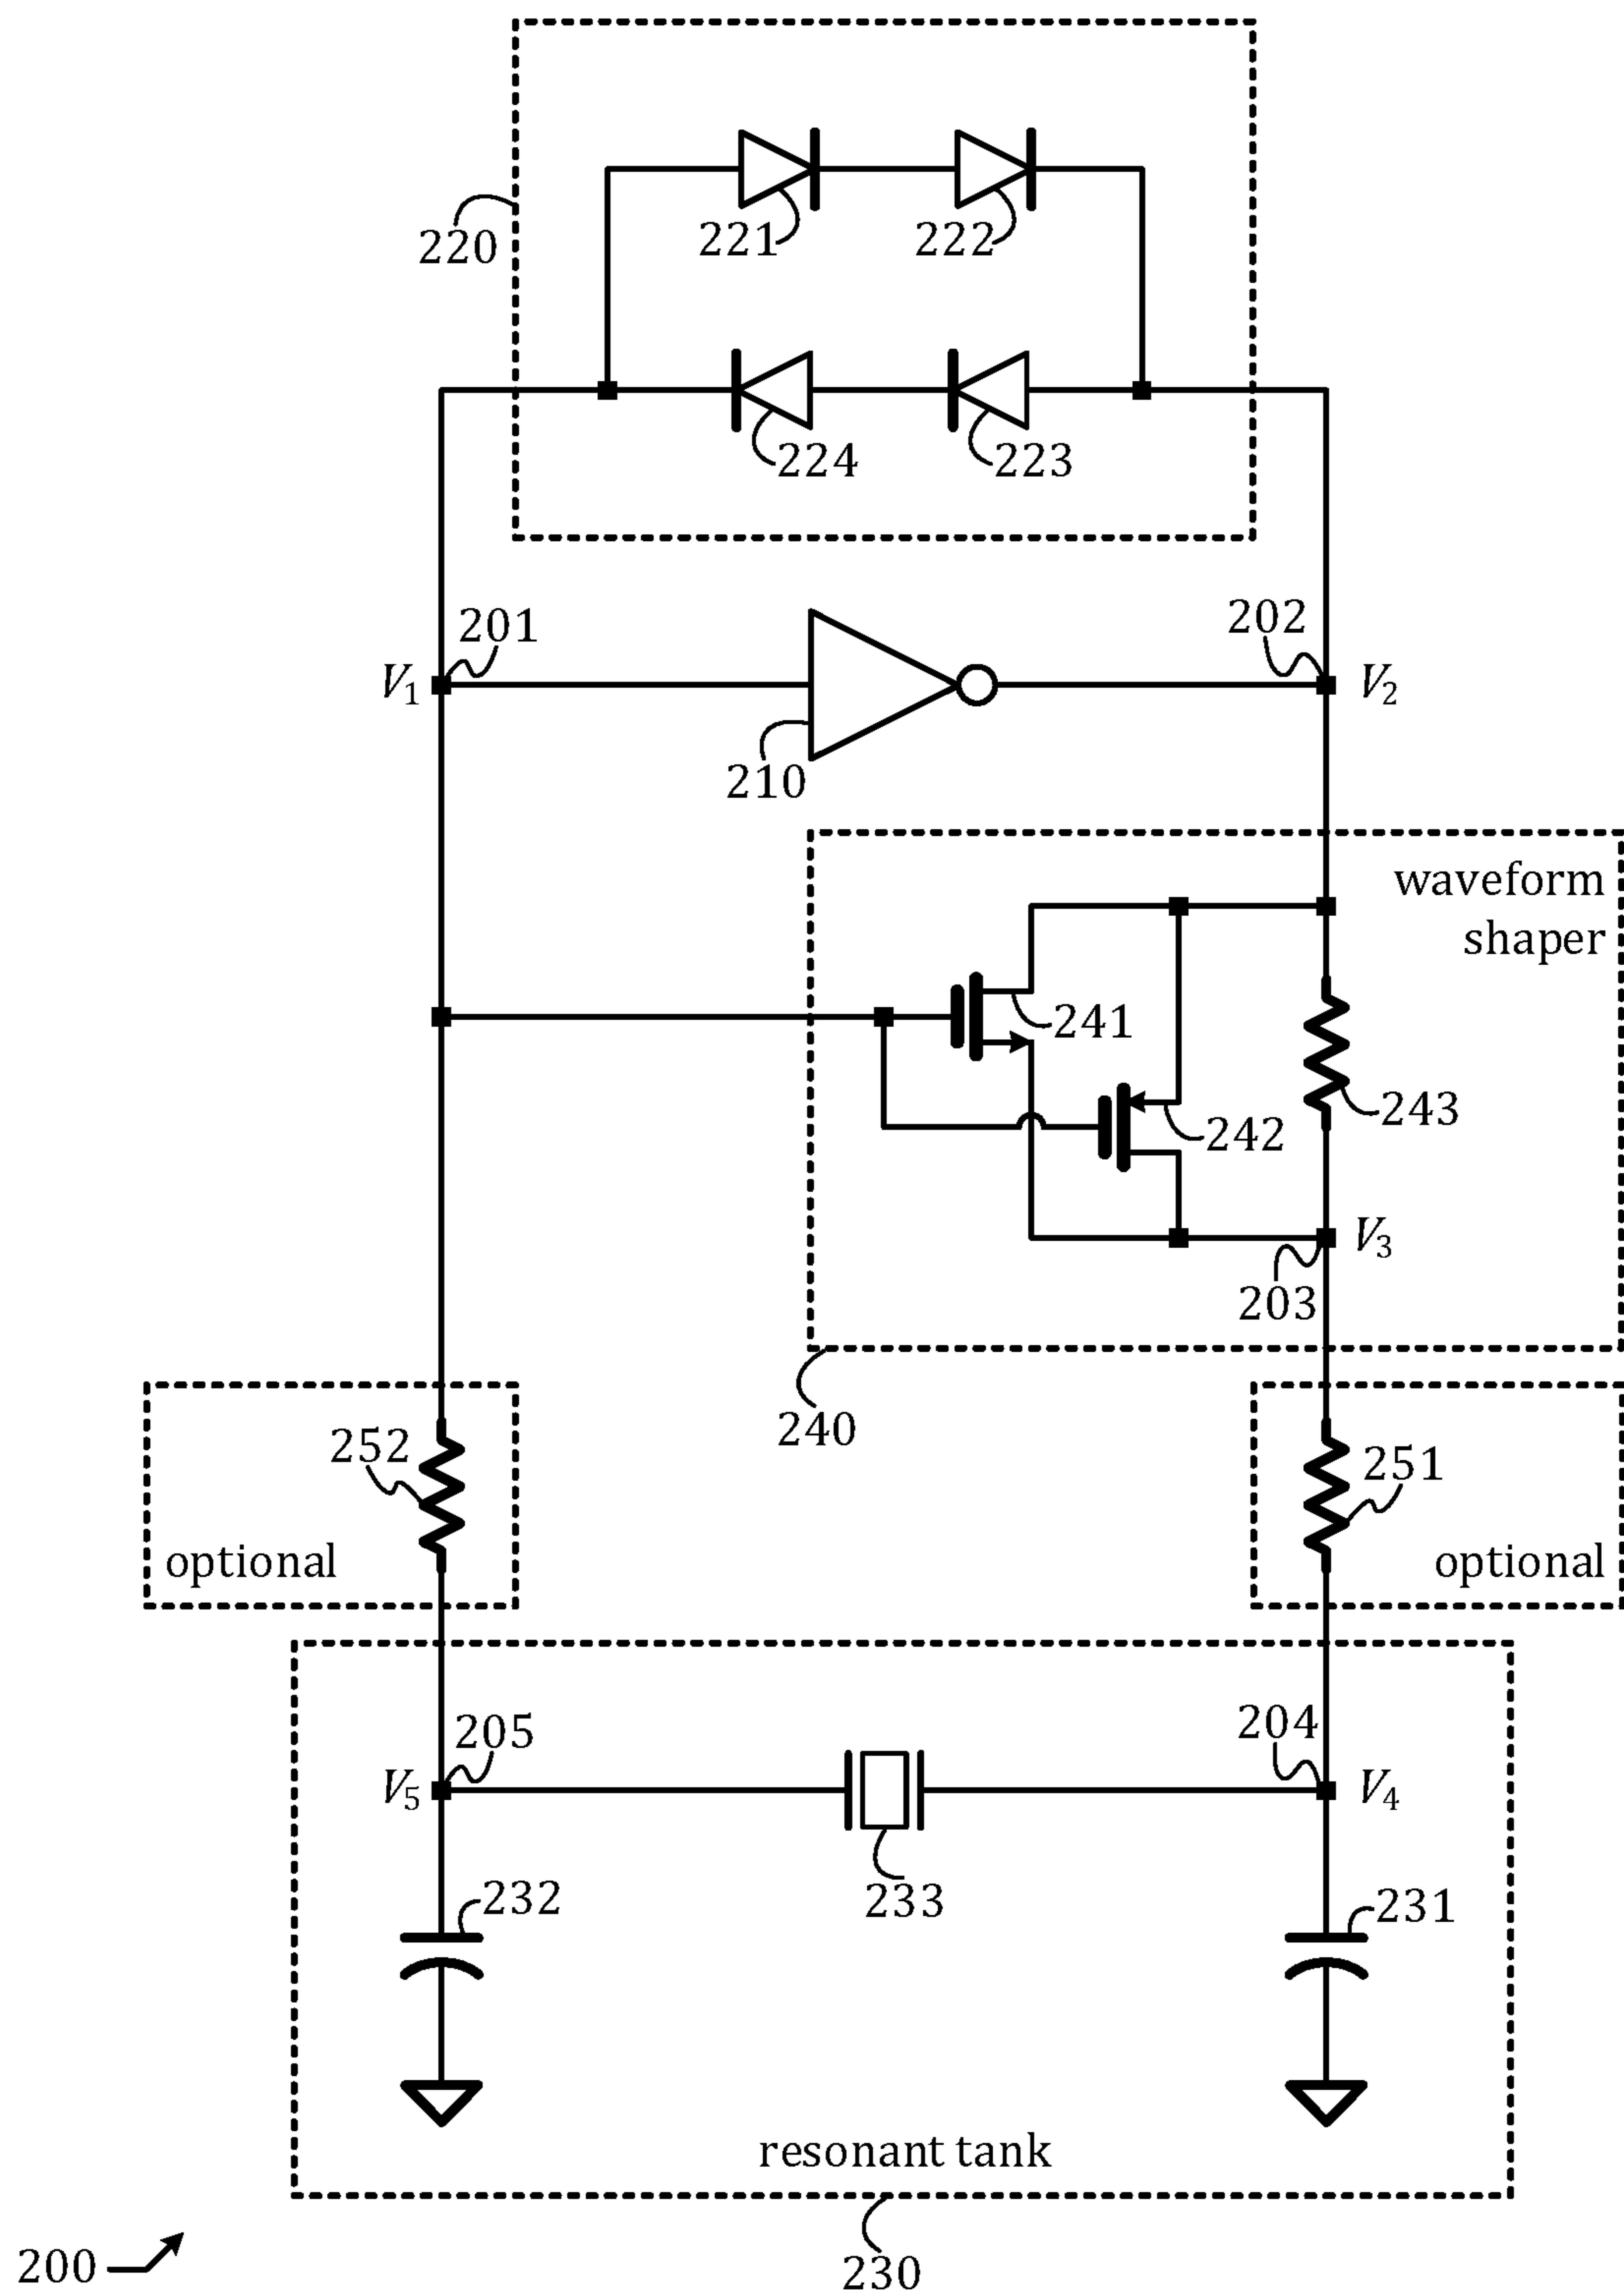 221
222
220
224
223
201
202
V1
V2
210
waveform
shaper
241
243
242
V3
203
240
252
251
optional
optional
205
204
V5
V4
233
232
231
resonant tank
200
230